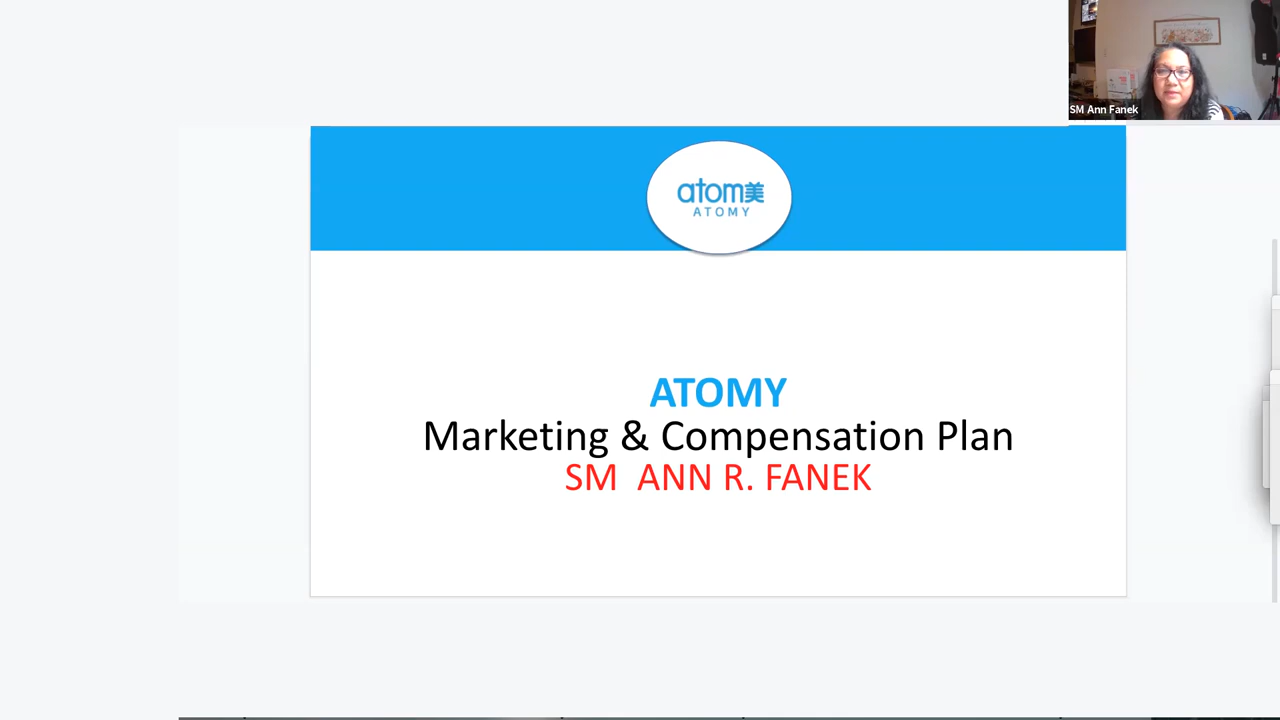 SM Ann Fanek
atom美
ATOMY
ATOMY
Marketing & Compensation Plan
SM ANN R. FANEK